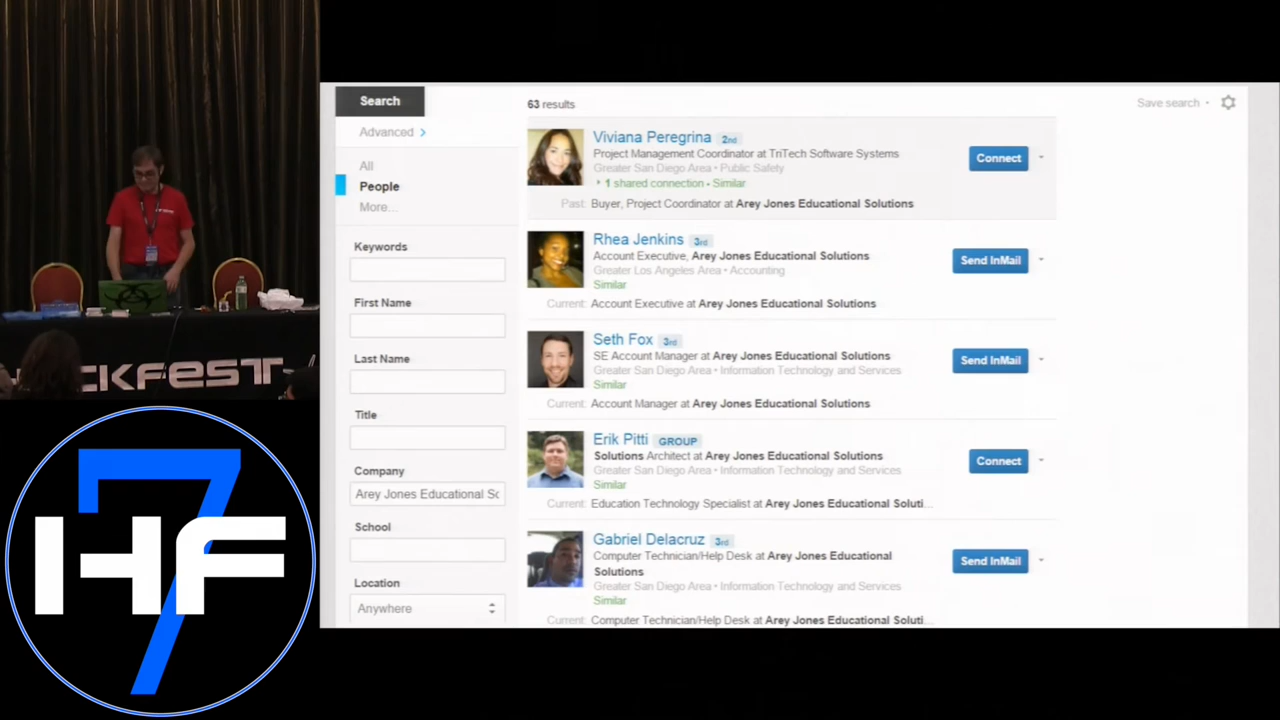 CKFEST
HF
7
Search
Advanced
All
People
More...
Keywords
First Name
Last Name
Title
Company
Arey Jones Educational Sc
School
Location
Anywhere
63 results
Save search
Viviana Peregrina 2nd
Project Management Coordinator at TriTech Software Systems
Greater San Diego Area • Public Safety
1 shared connection • Similar
Past: Buyer, Project Coordinator at Arey Jones Educational Solutions
Connect
Rhea Jenkins 3rd
Account Executive, Arey Jones Educational Solutions
Greater Los Angeles Area • Accounting
Similar
Current: Account Executive at Arey Jones Educational Solutions
Send InMail
Seth Fox 3rd
SE Account Manager at Arey Jones Educational Solutions
Greater San Diego Area • Information Technology and Services
Similar
Current: Account Manager at Arey Jones Educational Solutions
Send InMail
Erik Pitti GROUP
Solutions Architect at Arey Jones Educational Solutions
Greater San Diego Area • Information Technology and Services
Similar
Current: Education Technology Specialist at Arey Jones Educational Soluti...
Connect
Gabriel Delacruz 3rd
Computer Technician/Help Desk at Arey Jones Educational
Solutions
Greater San Diego Area • Information Technology and Services
Similar
Current: Computer Technician/Help Desk at Arey Jones Educational Soluti...
Send InMail